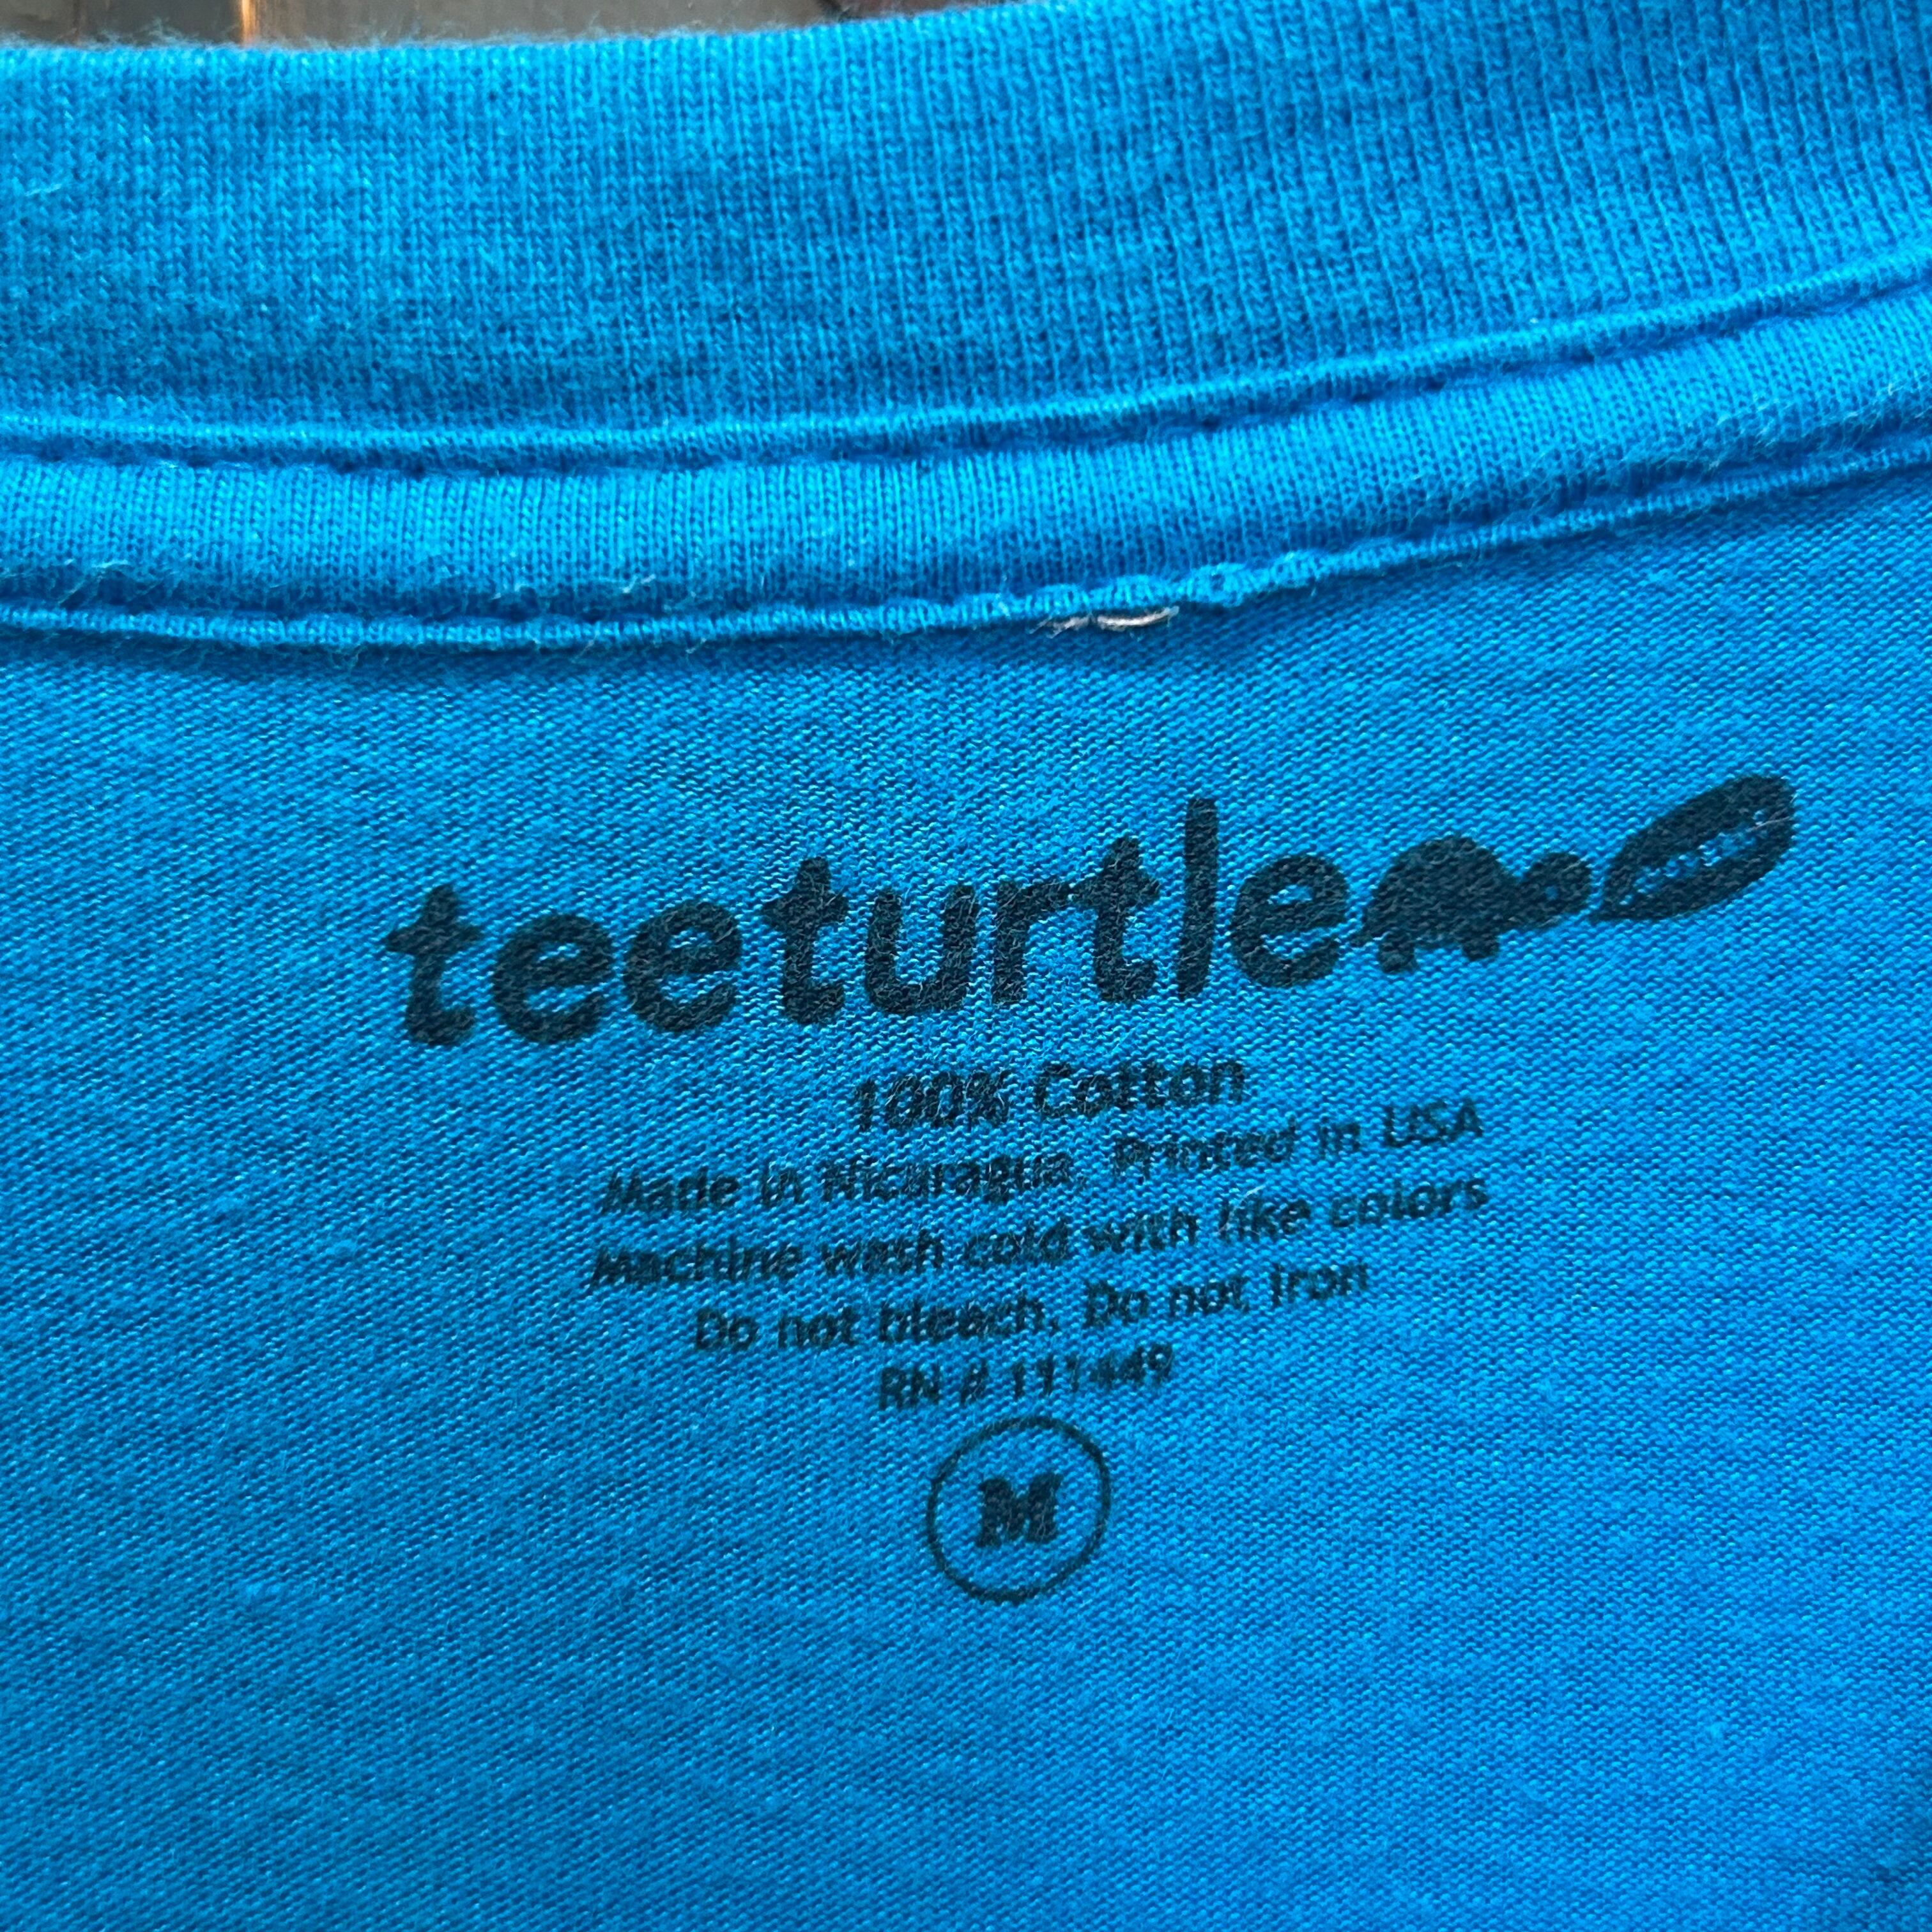 teeturtle
100% Cotton
Made in Nicaragua, Printed in USA
Machine wash cold with like colors
Do not bleach, Do not iron
RN # 111449
M